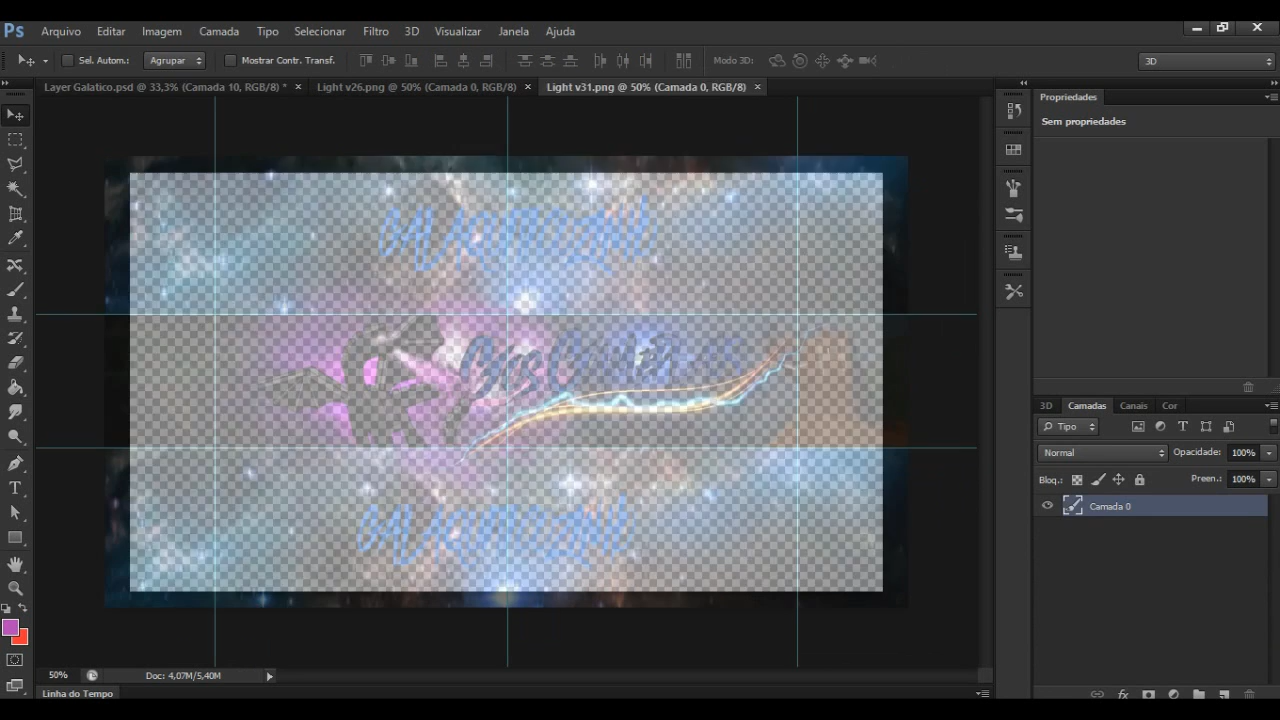 Ps Arquivo Editar Imagem Camada Tipo Selecionar Filtro 3D Visualizar Janela Ajuda
Sel. Autom.: Agrupar Mostrar Contr. Transf. Modo 3D: 3D
Layer Galatico.psd @ 33,3% (Camada 10, RGB/8) * × Light v26.png @ 50% (Camada 0, RGB/8) × Light v31.png @ 50% (Camada 0, RGB/8) ×
Propriedades
Sem propriedades
3D Camadas Canais Cor
Tipo
Normal Opacidade: 100%
Bloq.: Preen.: 100%
Camada 0
50% Doc: 4,07M/5,40M
Linha do Tempo